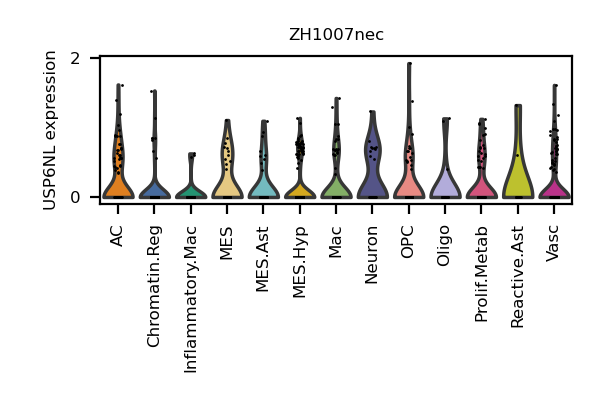 ZH1007nec
USP6NL expression
2
0
AC
Chromatin.Reg
Inflammatory.Mac
MES
MES.Ast
MES.Hyp
Mac
Neuron
OPC
Oligo
Prolif.Metab
Reactive.Ast
Vasc